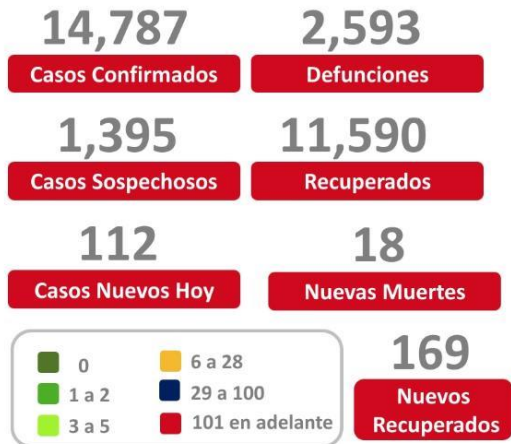 14,787
Casos Confirmados
2,593
Defunciones
1,395
Casos Sospechosos
11,590
Recuperados
112
Casos Nuevos Hoy
18
Nuevas Muertes
0
1 a 2
3 a 5
6 a 28
29 a 100
101 en adelante
169
Nuevos
Recuperados